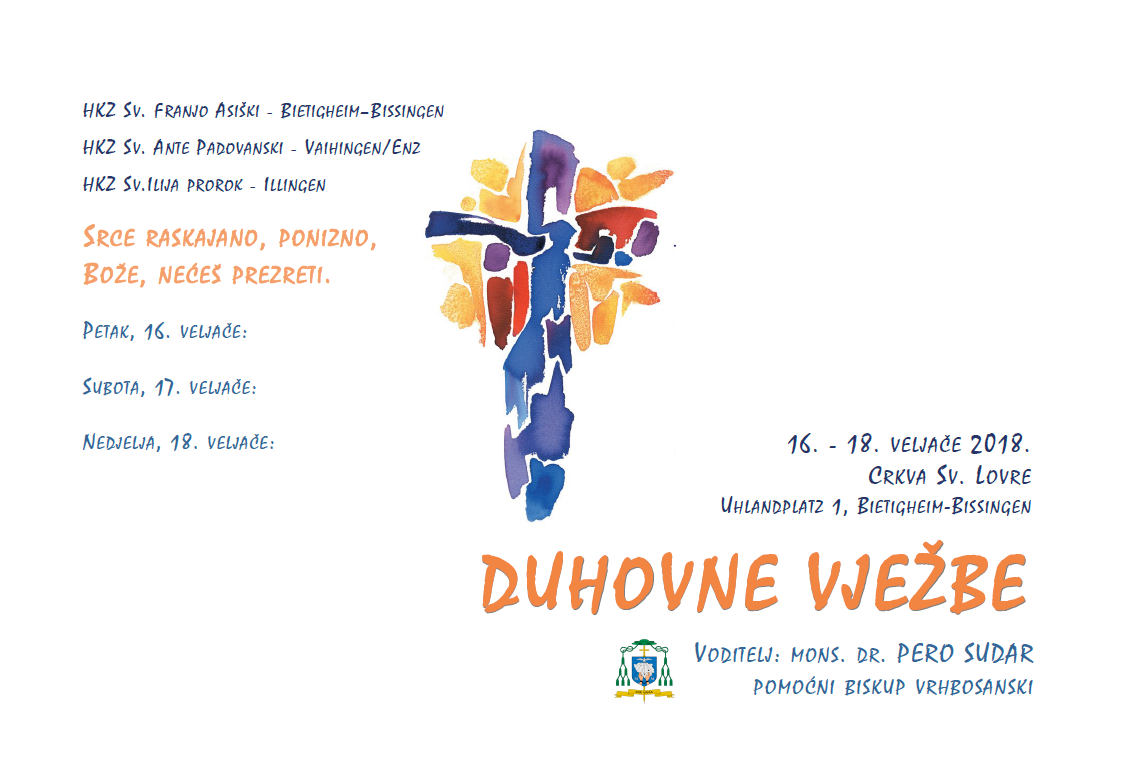 HKZ Sv. Franjo Asiški - Bietigheim-Bissingen
HKZ Sv. Ante Padovanski - Vaihingen/Enz
HKZ Sv.Ilija prorok - Illingen
Srce raskajano, ponizno,
Bože, nećeš prezreti.
Petak, 16. veljače:
Subota, 17. veljače:
Nedjelja, 18. veljače:
16. - 18. veljače 2018.
Crkva Sv. Lovre
Uhlandplatz 1, Bietigheim-Bissingen
DUHOVNE VJEŽBE
Voditelj: mons. dr. PERO SUDAR
pomoćni biskup vrhbosanski